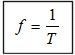 f = 1/T